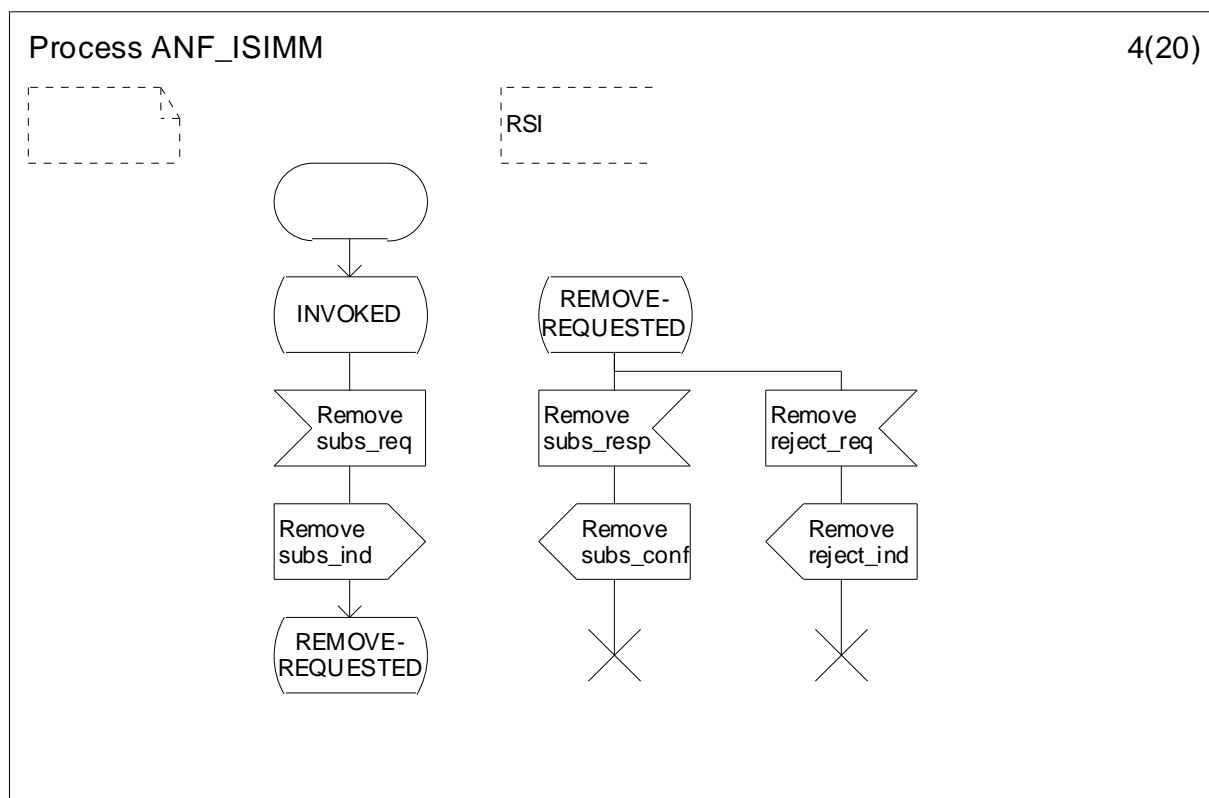 Process ANF_ISIMM
4(20)
RSI
INVOKED
REMOVE-
REQUESTED
Remove
subs_req
Remove
subs_resp
Remove
reject_req
Remove
subs_ind
Remove
subs_conf
Remove
reject_ind
REMOVE-
REQUESTED